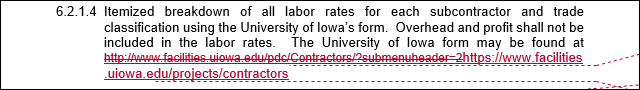 6.2.1.4 Itemized breakdown of all labor rates for each subcontractor and trade
classification using the University of Iowa's form. Overhead and profit shall not be
included in the labor rates. The University of Iowa form may be found at
http://www.facilities.uiowa.edu/pdc/Contractors/?submenuheader=2https://www.facilities
.uiowa.edu/projects/contractors